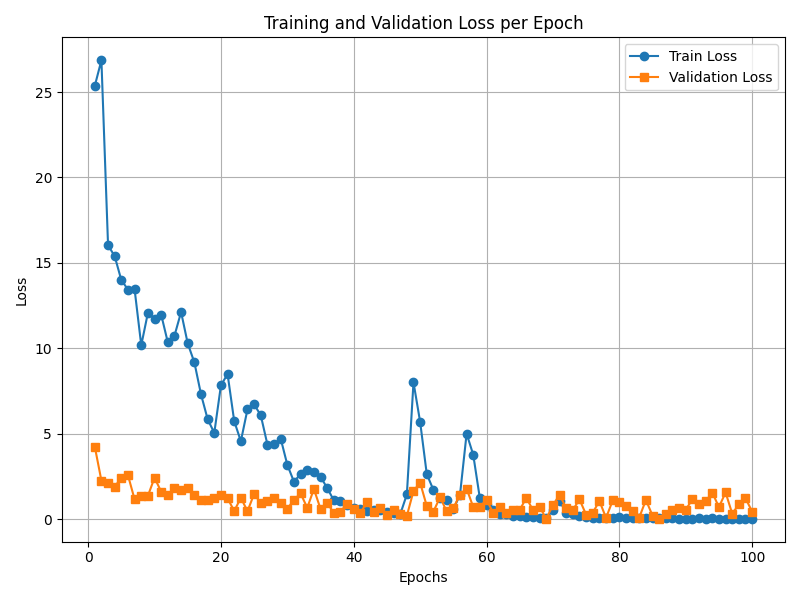 Training and Validation Loss per Epoch
Train Loss
Validation Loss
25
20
15
10
5
0
Loss
0 20 40 60 80 100
Epochs